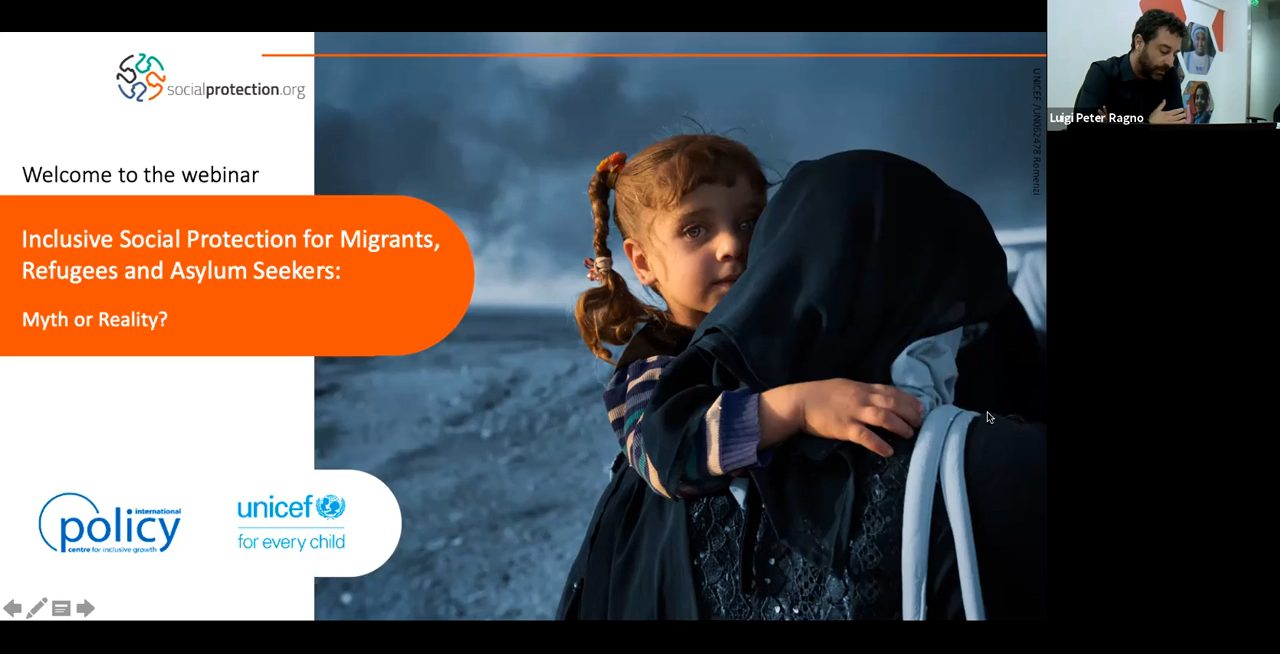 socialprotection.org
Welcome to the webinar
Inclusive Social Protection for Migrants,
Refugees and Asylum Seekers:
Myth or Reality?
international
policy
centre for inclusive growth
unicef
for every child
UNICEF /UN062478 Romenzi
Luigi Peter Ragno